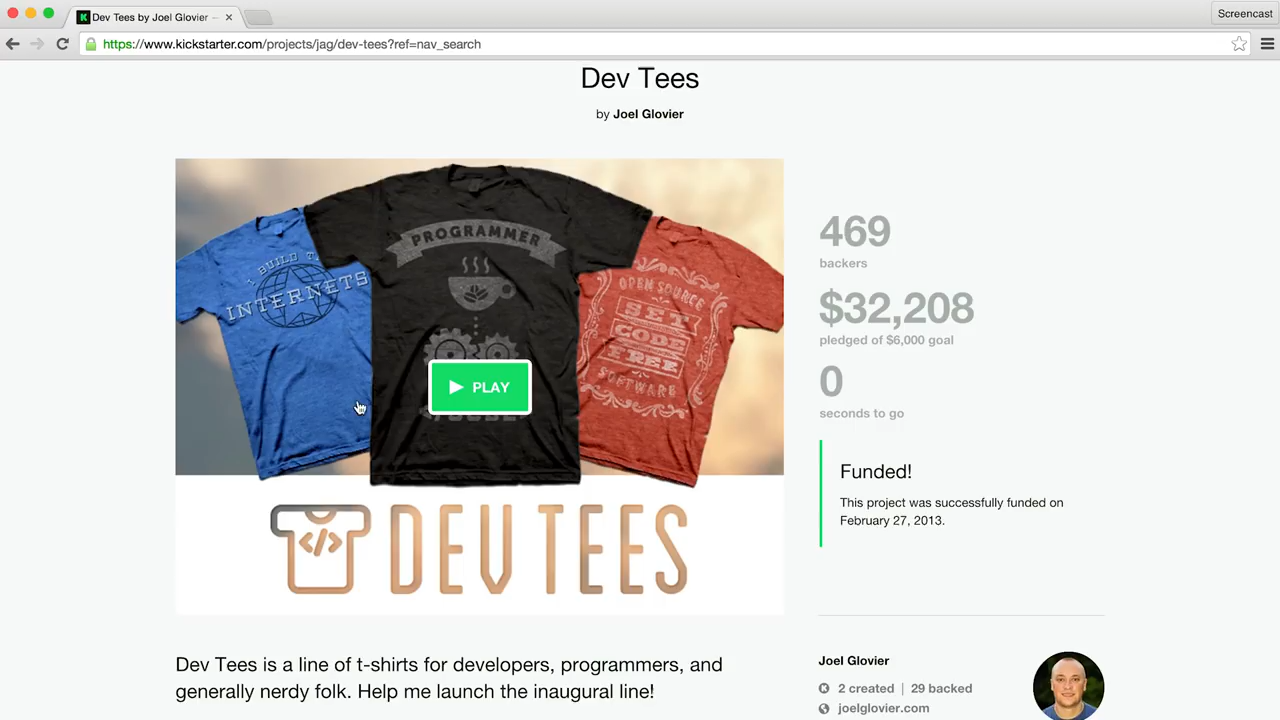 Dev Tees by Joel Glovier —
Screencast
https://www.kickstarter.com/projects/jag/dev-tees?ref=nav_search
Dev Tees
by Joel Glovier
I BUILD T
INTERNETS
PROGRAMMER
OPEN SOURCE
SET
CODE
FREE
SOFTWARE
PLAY
DEV TEES
469
backers
$32,208
pledged of $6,000 goal
0
seconds to go
Funded!
This project was successfully funded on
February 27, 2013.
Dev Tees is a line of t-shirts for developers, programmers, and
generally nerdy folk. Help me launch the inaugural line!
Joel Glovier
2 created | 29 backed
joelglovier.com